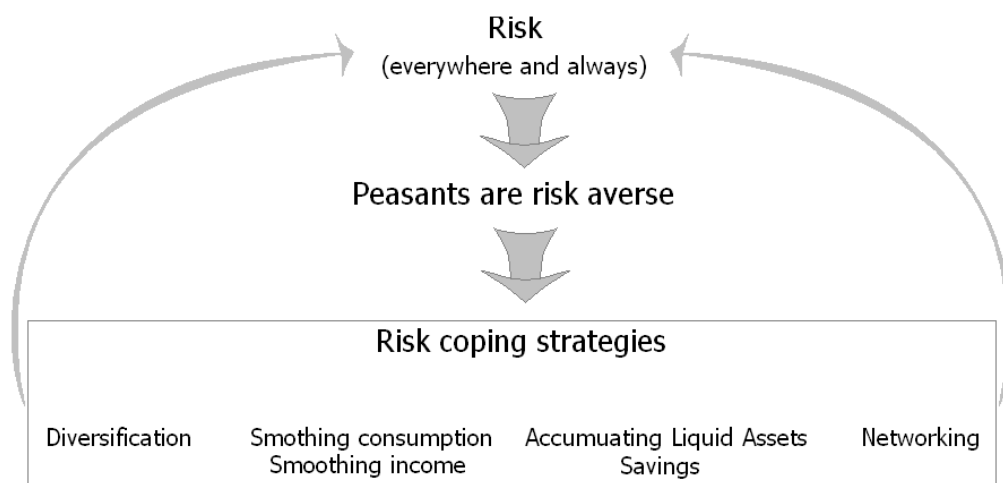 Risk
(everywhere and always)
Peasants are risk averse
Risk coping strategies
Diversification
Smothing consumption
Smoothing income
Accumuating Liquid Assets
Savings
Networking